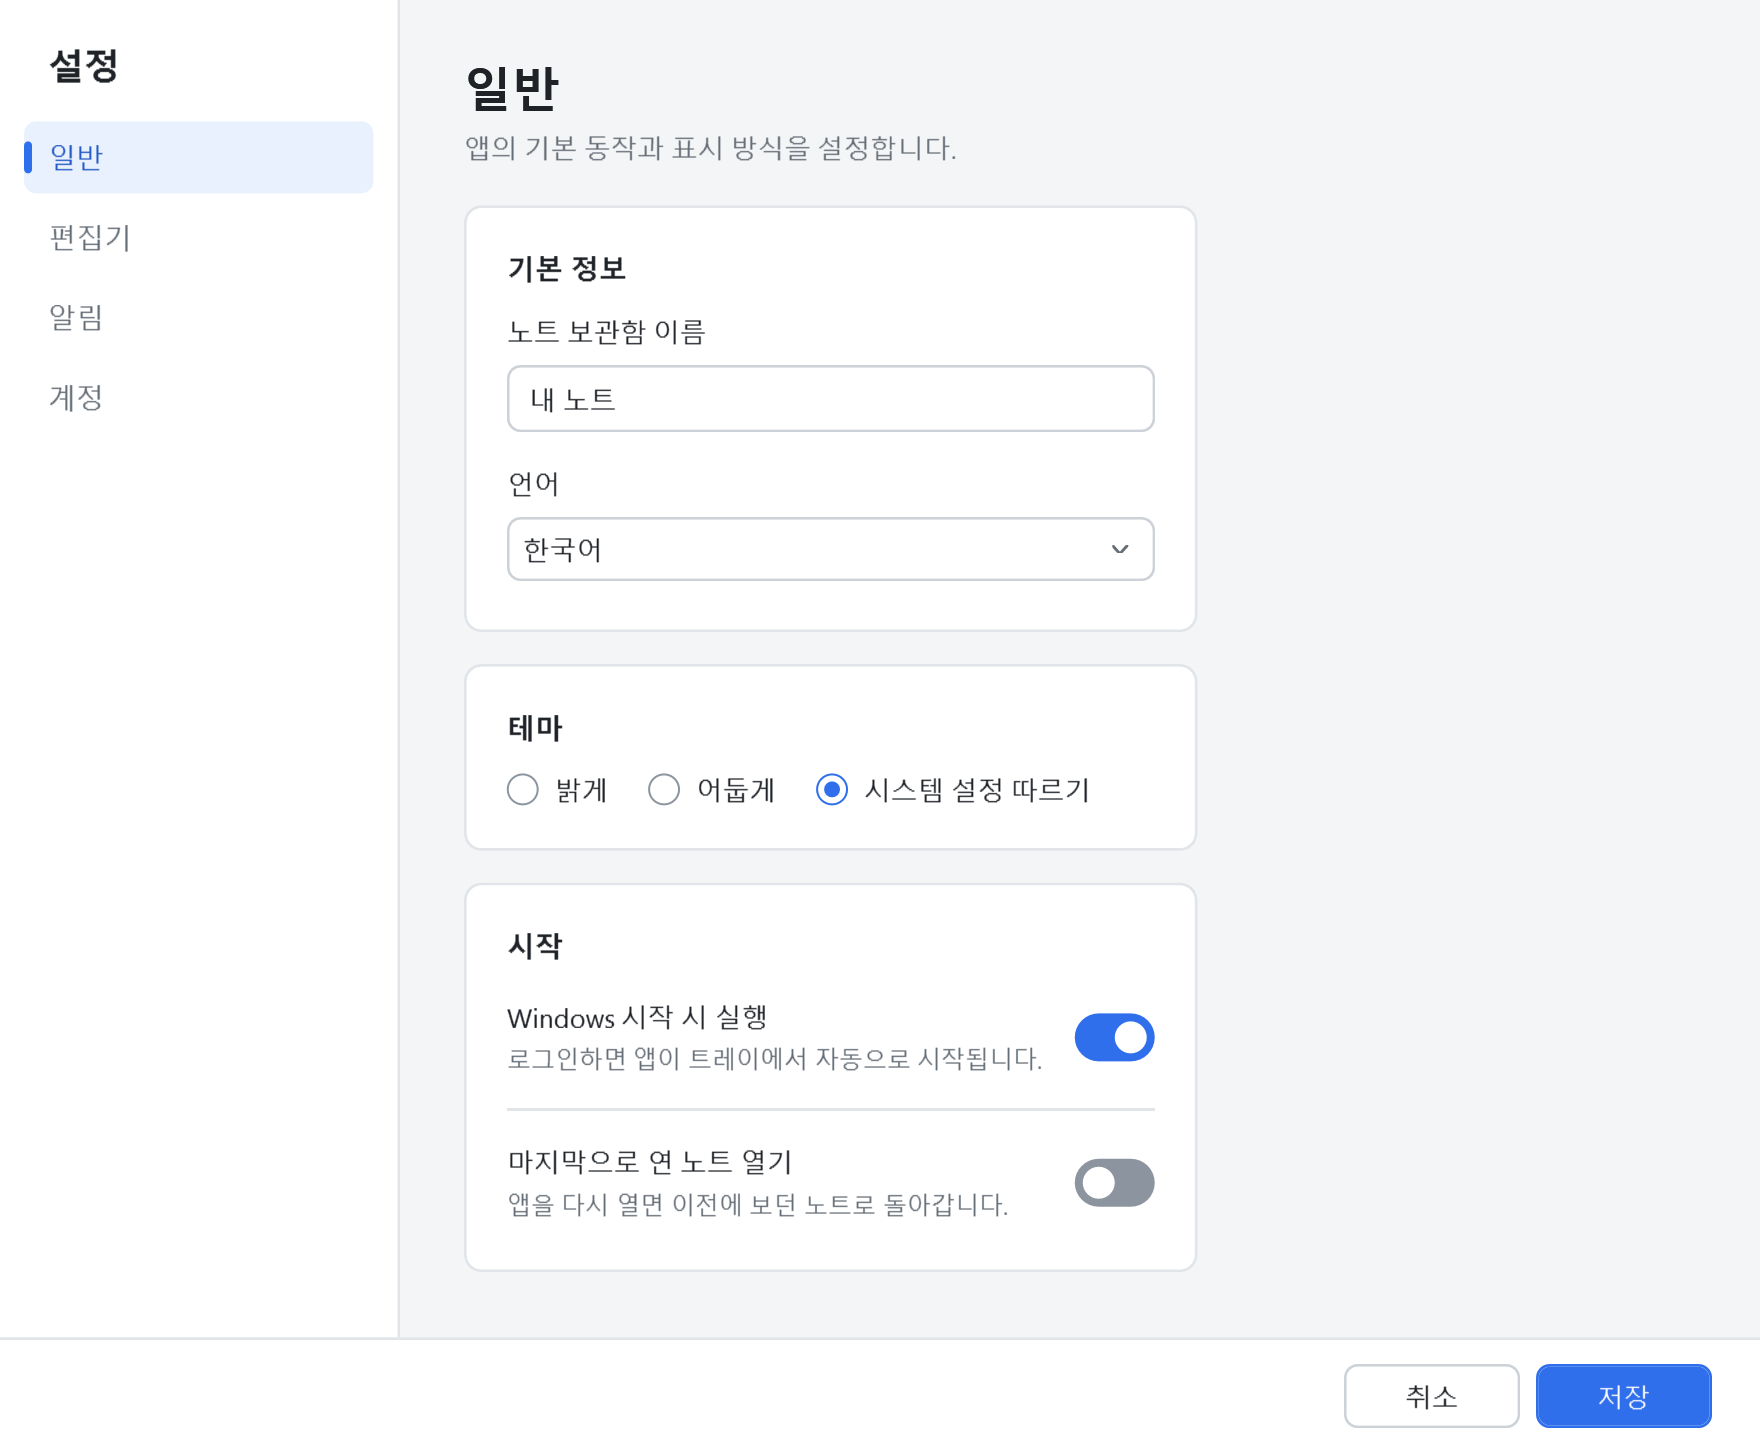 설정
일반
편집기
알림
계정
일반
앱의 기본 동작과 표시 방식을 설정합니다.
기본 정보
노트 보관함 이름
내 노트
언어
한국어
테마
밝게
어둡게
시스템 설정 따르기
시작
Windows 시작 시 실행
로그인하면 앱이 트레이에서 자동으로 시작됩니다.
마지막으로 연 노트 열기
앱을 다시 열면 이전에 보던 노트로 돌아갑니다.
취소
저장